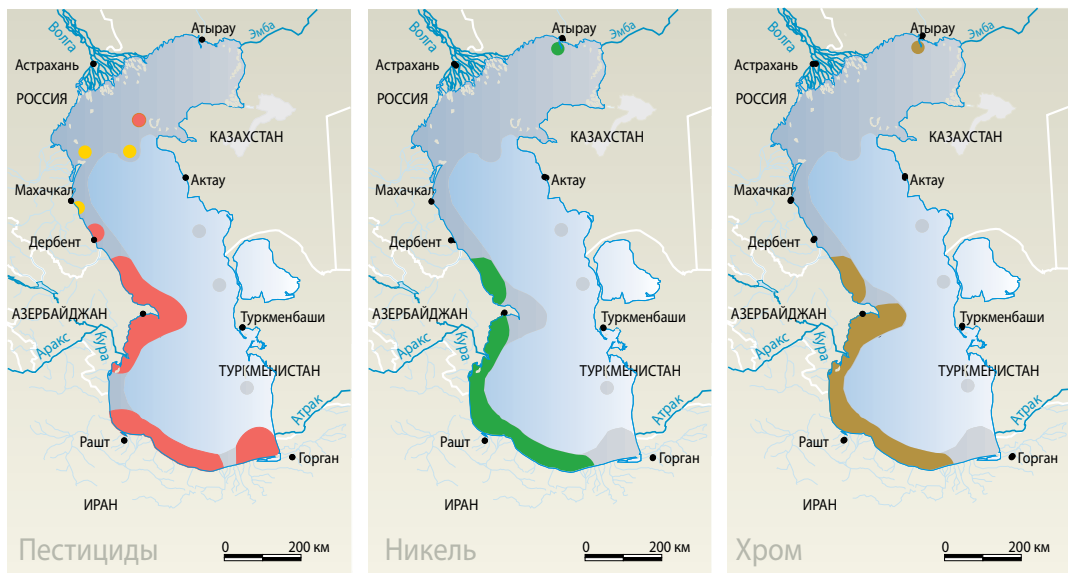 Волга
Атырау
Эмба
Астрахань
РОССИЯ
КАЗАХСТАН
Актау
Махачкал
Дербент
АЗЕРБАЙДЖАН
Туркменбаши
Аракс
Кура
ТУРКМЕНИСТАН
Атрак
Рашт
Горган
ИРАН
Пестициды
0 200 км
Волга
Атырау
Эмба
Астрахань
РОССИЯ
КАЗАХСТАН
Актау
Махачкал
Дербент
АЗЕРБАЙДЖАН
Туркменбаши
Аракс
Кура
ТУРКМЕНИСТАН
Атрак
Рашт
Горган
ИРАН
Никель
0 200 км
Волга
Атырау
Эмба
Астрахань
РОССИЯ
КАЗАХСТАН
Актау
Махачкал
Дербент
АЗЕРБАЙДЖАН
Туркменбаши
Аракс
Кура
ТУРКМЕНИСТАН
Атрак
Рашт
Горган
ИРАН
Хром
0 200 км